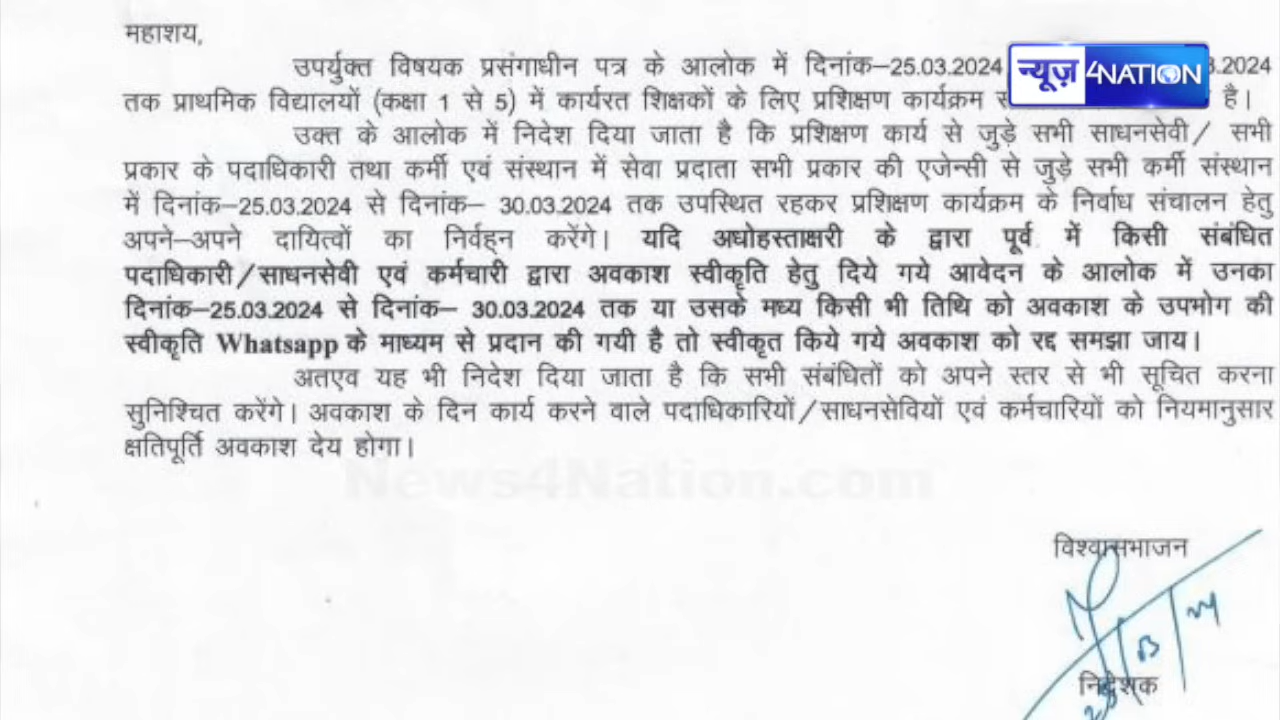 महाशय,
उपर्युक्त विषयक प्रसंगाधीन पत्र के आलोक में दिनांक–25.03.2024 3.2024
न्यूज़ 4NATION
तक प्राथमिक विद्यालयों (कक्षा 1 से 5) में कार्यरत शिक्षकों के लिए प्रशिक्षण कार्यक्रम है।
उक्त के आलोक में निदेश दिया जाता है कि प्रशिक्षण कार्य से जुड़े सभी साधनसेवी/ सभी
प्रकार के पदाधिकारी तथा कर्मी एवं संस्थान में सेवा प्रदाता सभी प्रकार की एजेन्सी से जुड़े सभी कर्मी संस्थान
में दिनांक–25.03.2024 से दिनांक– 30.03.2024 तक उपस्थित रहकर प्रशिक्षण कार्यक्रम के निर्वाध संचालन हेतु
अपने–अपने दायित्वों का निर्वहन करेंगे। यदि अधोहस्ताक्षरी के द्वारा पूर्व में किसी संबंधित
पदाधिकारी/साधनसेवी एवं कर्मचारी द्वारा अवकाश स्वीकृति हेतु दिये गये आवेदन के आलोक में उनका
दिनांक–25.03.2024 से दिनांक– 30.03.2024 तक या उसके मध्य किसी भी तिथि को अवकाश के उपभोग की
स्वीकृति Whatsapp के माध्यम से प्रदान की गयी है तो स्वीकृत किये गये अवकाश को रद्द समझा जाय।
अतएव यह भी निदेश दिया जाता है कि सभी संबंधितों को अपने स्तर से भी सूचित करना
सुनिश्चित करेंगे। अवकाश के दिन कार्य करने वाले पदाधिकारियों/साधनसेवियों एवं कर्मचारियों को नियमानुसार
क्षतिपूर्ति अवकाश देय होगा।
News4Nation.com
विश्वासभाजन
निदेशक